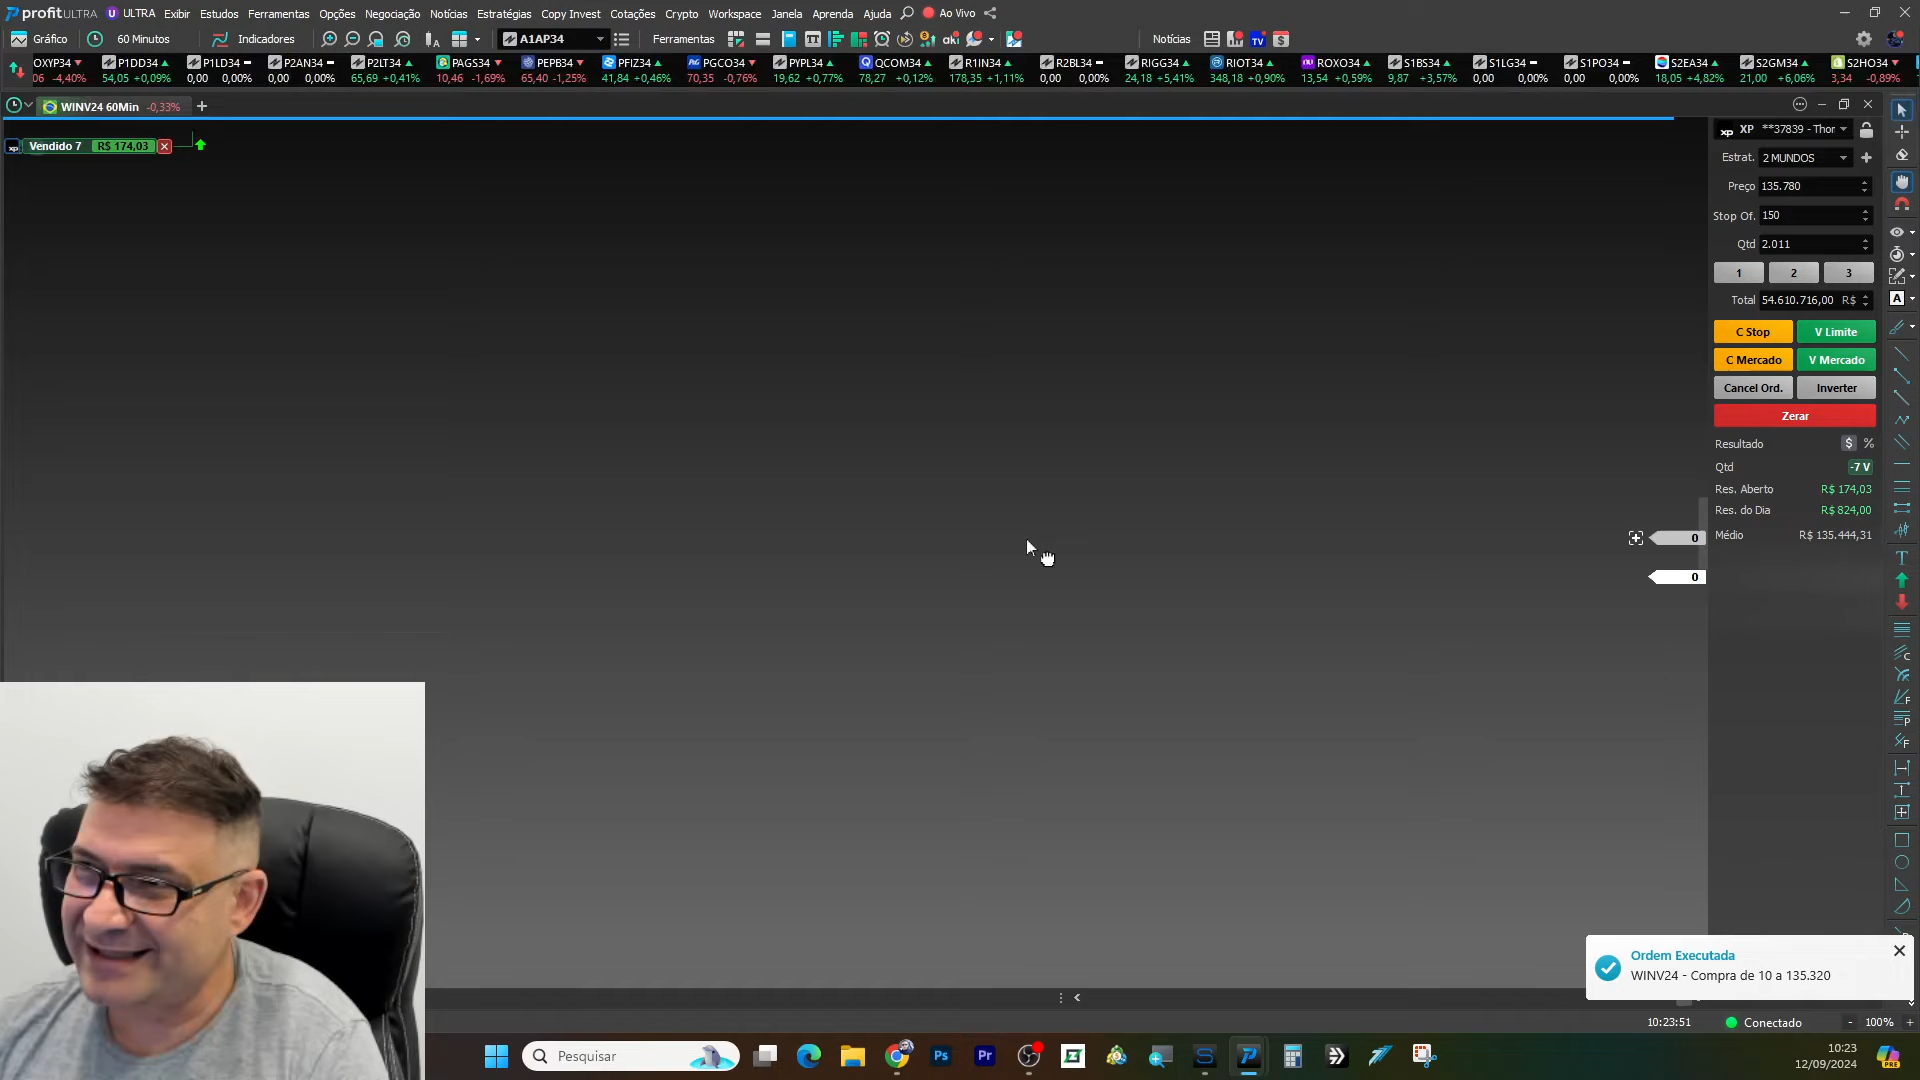 profitULTRA ULTRA Exibir Estudos Ferramentas Opções Negociação Notícias Estratégias Copy Invest Cotações Crypto Workspace Janela Aprenda Ajuda Ao Vivo
Gráfico 60 Minutos Indicadores A1AP34 Ferramentas TT aki Notícias TV $
OXYP34 P1DD34 P1LD34 P2AN34 P2LT34 PAGS34 PEPB34 PFIZ34 PGCO34 PYPL34 QCOM34 R1IN34 R2BL34 RIGG34 RIOT34 ROXO34 S1BS34 S1LG34 S1PO34 S2EA34 S2GM34 S2HO34
06 -4,40% 54,05 +0,09% 0,00 0,00% 0,00 0,00% 65,69 +0,41% 10,46 -1,69% 65,40 -1,25% 41,84 +0,46% 70,35 -0,76% 19,62 +0,77% 78,27 +0,12% 178,35 +1,11% 0,00 0,00% 24,18 +5,41% 348,18 +0,90% 13,54 +0,59% 9,87 +3,57% 0,00 0,00% 0,00 0,00% 18,05 +4,82% 21,00 +6,06% 3,34 -0,89%
WINV24 60Min -0,33% +
xp XP **37839 - Thor
xp Vendido 7 R$ 174,03
Estrat. 2 MUNDOS
Preço 135.780
Stop Of. 150
Qtd 2.011
1 2 3
Total 54.610.716,00 R$
C Stop V Limite
C Mercado V Mercado
Cancel Ord. Inverter
Zerar
Resultado $ %
Qtd -7 V
Res. Aberto R$ 174,03
Res. do Dia R$ 824,00
Médio R$ 135.444,31
0
0
Ordem Executada
WINV24 - Compra de 10 a 135.320
10:23:51 Conectado - 100% +
Pesquisar
Ps
Pr
10:23
12/09/2024
PRE